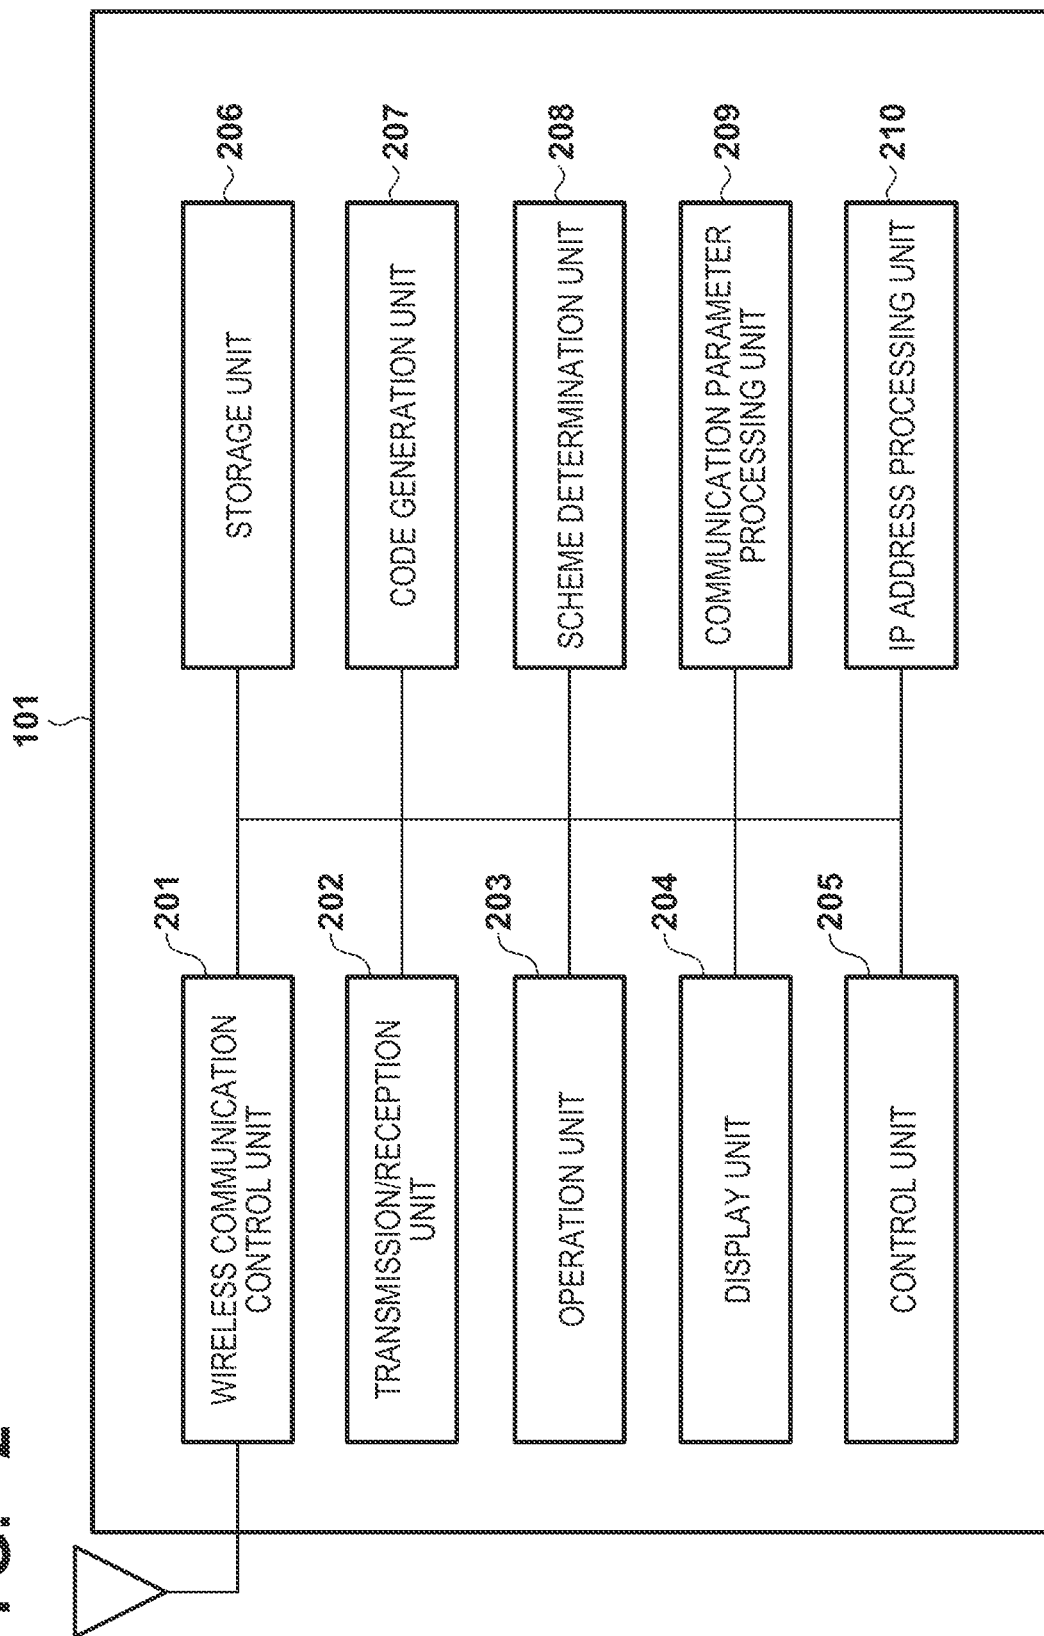 101
201
WIRELESS COMMUNICATION
CONTROL UNIT
202
TRANSMISSION/RECEPTION
UNIT
203
OPERATION UNIT
204
DISPLAY UNIT
205
CONTROL UNIT
206
STORAGE UNIT
207
CODE GENERATION UNIT
208
SCHEME DETERMINATION UNIT
209
COMMUNICATION PARAMETER
PROCESSING UNIT
210
IP ADDRESS PROCESSING UNIT